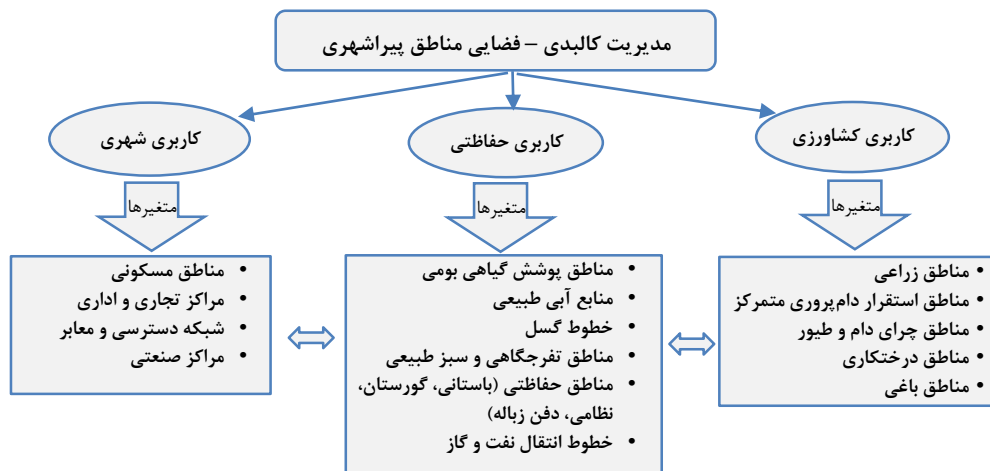 مدیریت کالبدی – فضایی مناطق پیراشهری
کاربری کشاورزی
کاربری حفاظتی
کاربری شهری
متغیرها
متغیرها
متغیرها
• مناطق زراعی
• مناطق استقرار دام‌پروری متمرکز
• مناطق چرای دام و طیور
• مناطق درختکاری
• مناطق باغی
• مناطق پوشش گیاهی بومی
• منابع آبی طبیعی
• خطوط گسل
• مناطق تفرجگاهی و سبز طبیعی
• مناطق حفاظتی (باستانی، گورستان،
نظامی، دفن زباله)
• خطوط انتقال نفت و گاز
• مناطق مسکونی
• مراکز تجاری و اداری
• شبکه دسترسی و معابر
• مراکز صنعتی